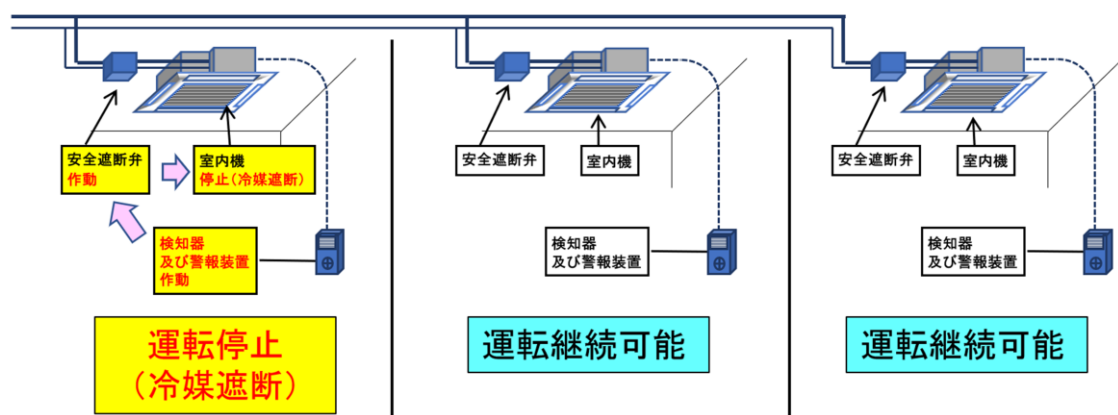 安全遮断弁
作動
室内機
停止(冷媒遮断)
検知器
及び警報装置
作動
運転停止
(冷媒遮断)
安全遮断弁
室内機
検知器
及び警報装置
運転継続可能
安全遮断弁
室内機
検知器
及び警報装置
運転継続可能